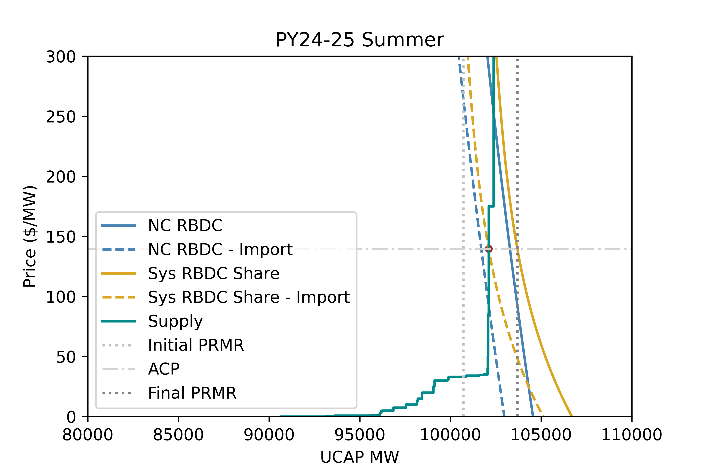 PY24-25 Summer
300
250
200
150
100
50
0
Price ($/MW)
NC RBDC
NC RBDC - Import
Sys RBDC Share
Sys RBDC Share - Import
Supply
Initial PRMR
ACP
Final PRMR
80000 85000 90000 95000 100000 105000 110000
UCAP MW